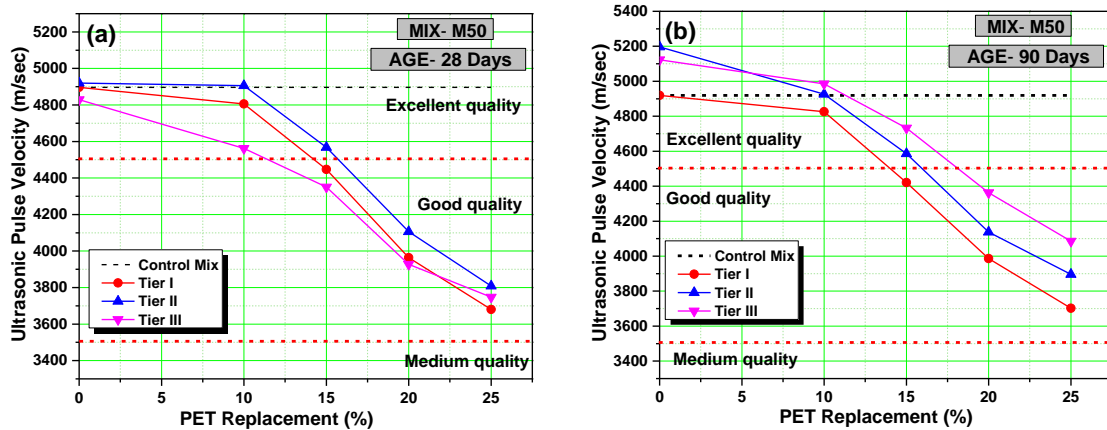 (a)
MIX- M50
AGE- 28 Days
Excellent quality
Good quality
Medium quality
Control Mix
Tier I
Tier II
Tier III
Ultrasonic Pulse Velocity (m/sec)
5200
5000
4800
4600
4400
4200
4000
3800
3600
3400
0 5 10 15 20 25
PET Replacement (%)
(b)
MIX- M50
AGE- 90 Days
Excellent quality
Good quality
Medium quality
Control Mix
Tier I
Tier II
Tier III
Ultrasonic Pulse Velocity (m/sec)
5400
5200
5000
4800
4600
4400
4200
4000
3800
3600
3400
0 5 10 15 20 25
PET Replacement (%)